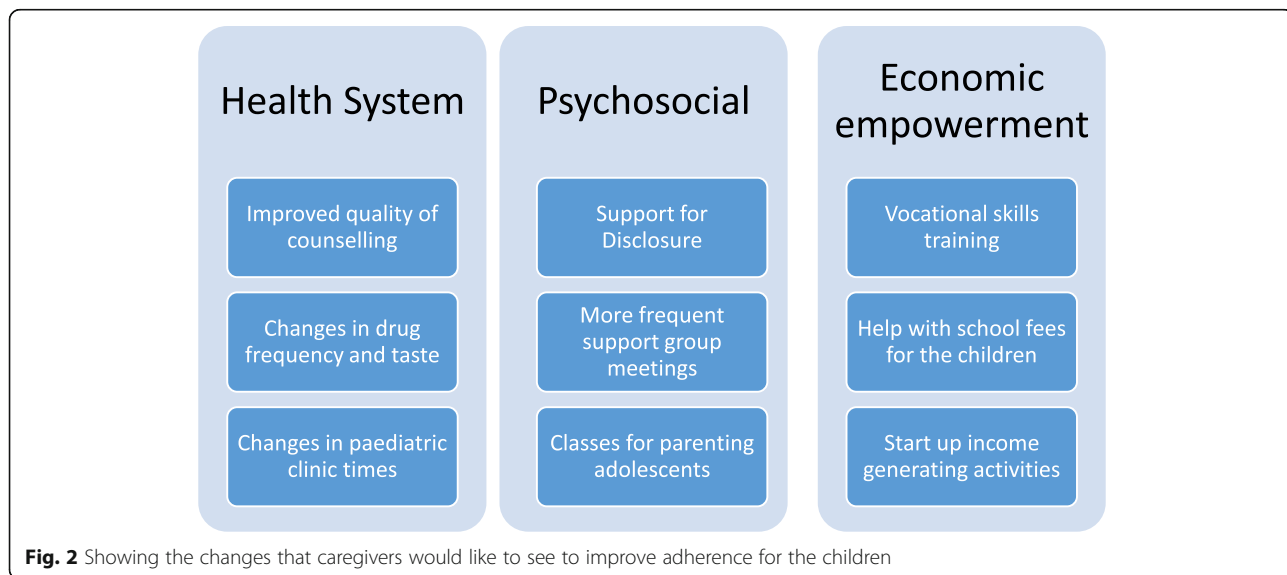 Health System
Improved quality of
counselling
Changes in drug
frequency and taste
Changes in paediatric
clinic times
Psychosocial
Support for
Disclosure
More frequent
support group
meetings
Classes for parenting
adolescents
Economic
empowerment
Vocational skills
training
Help with school fees
for the children
Start up income
generating activities
Fig. 2 Showing the changes that caregivers would like to see to improve adherence for the children